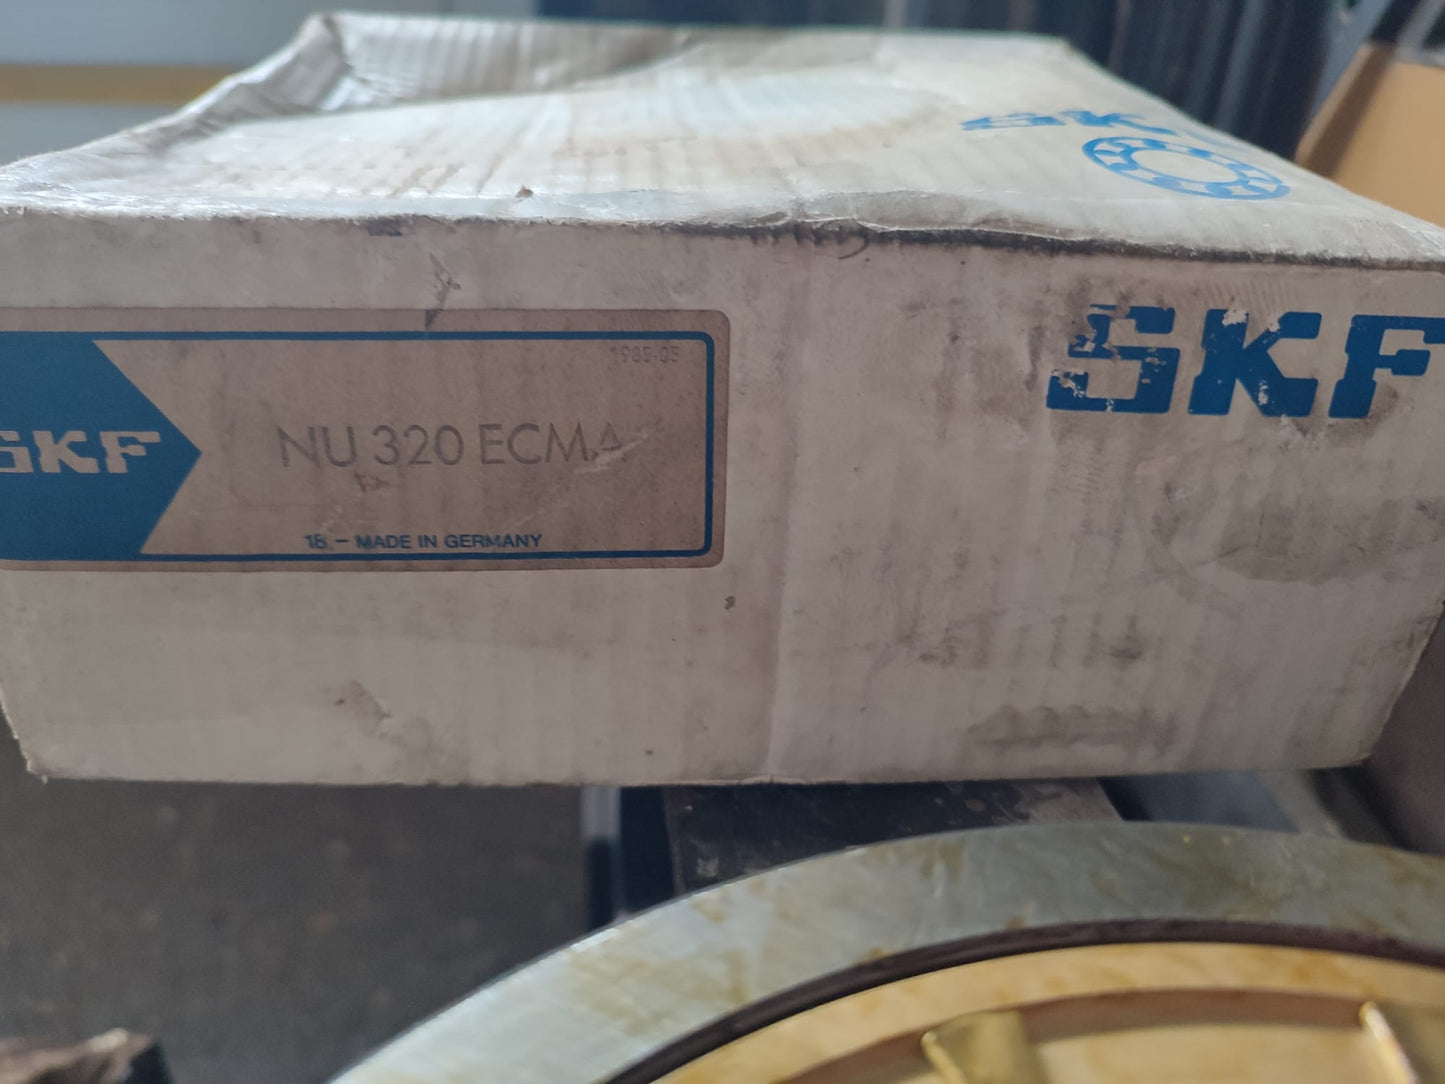 SKF
SKF
1985-05
SKF
NU 320 ECMA
18.- MADE IN GERMANY